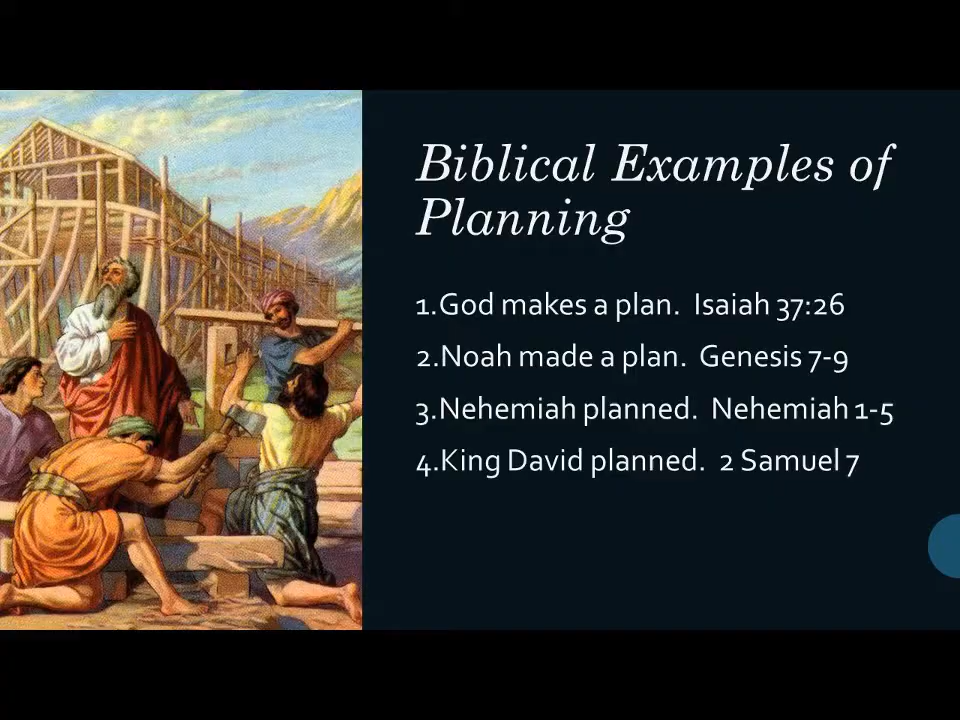 Biblical Examples of
Planning
1.God makes a plan.  Isaiah 37:26
2.Noah made a plan.  Genesis 7-9
3.Nehemiah planned.  Nehemiah 1-5
4.King David planned.  2 Samuel 7